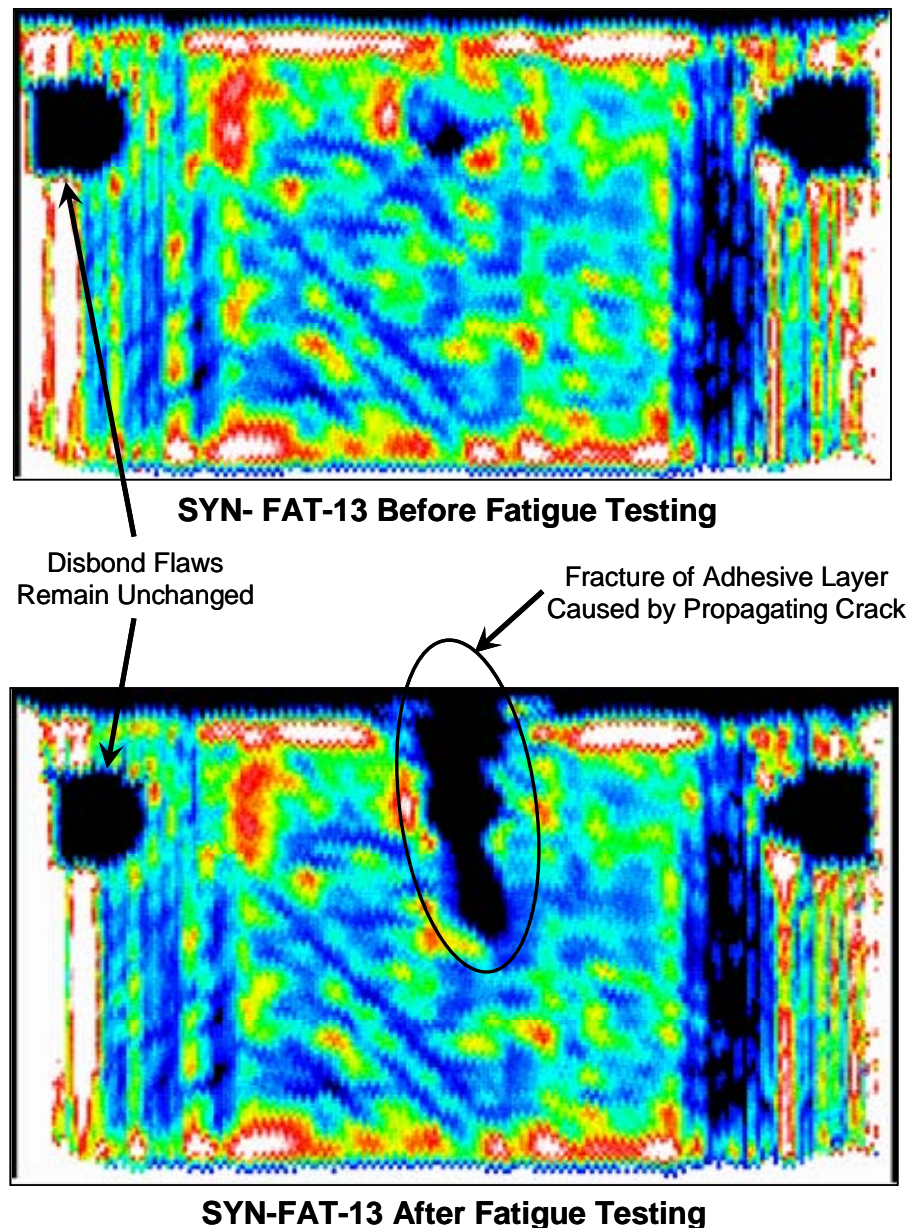 SYN- FAT-13 Before Fatigue Testing
Disbond Flaws
Remain Unchanged
Fracture of Adhesive Layer
Caused by Propagating Crack
SYN-FAT-13 After Fatigue Testing